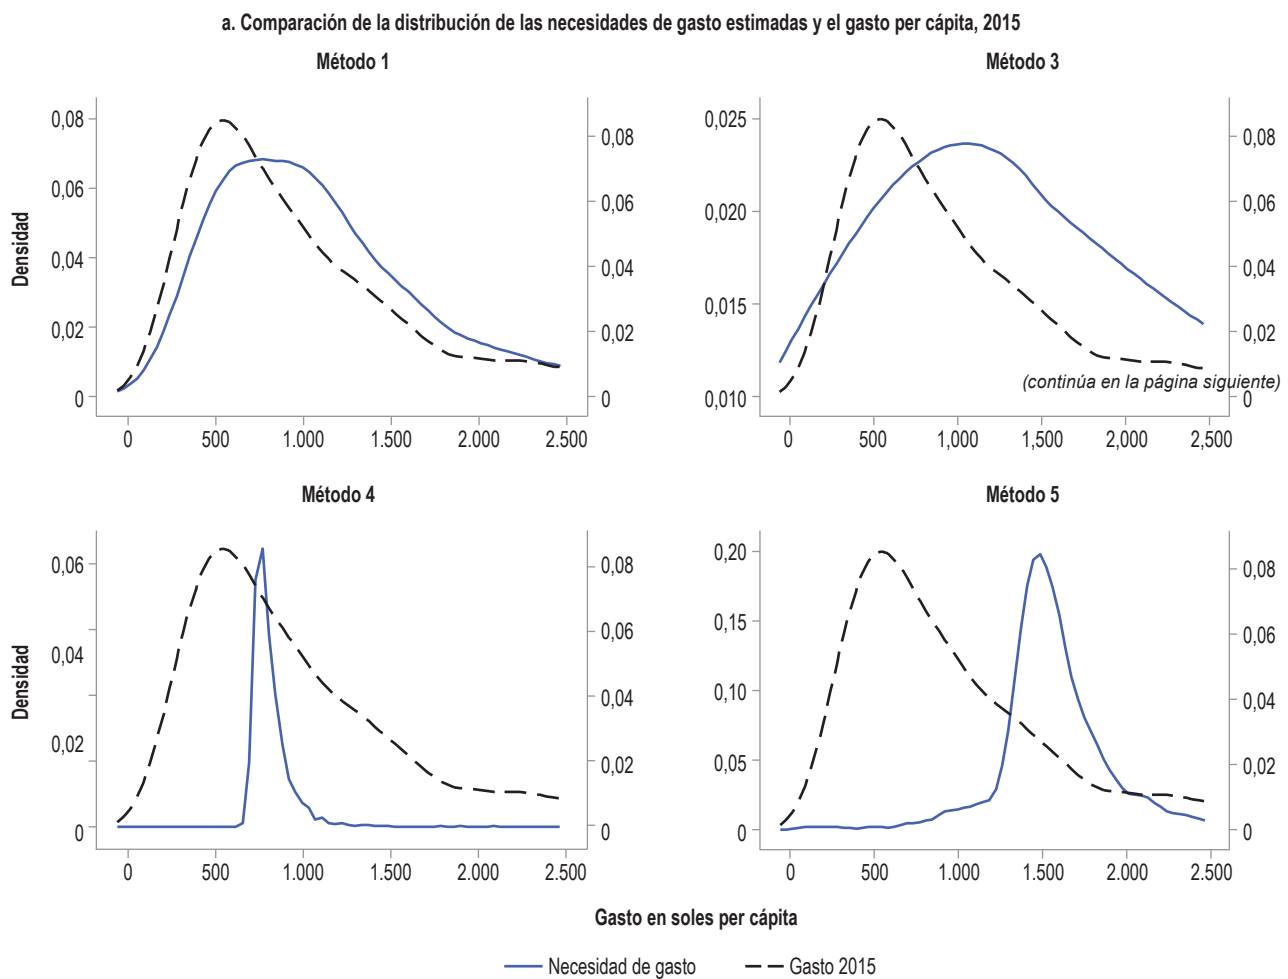 a. Comparación de la distribución de las necesidades de gasto estimadas y el gasto per cápita, 2015
Método 1
Densidad
0,08
0,06
0,04
0,02
0
0,08
0,06
0,04
0,02
0
0 500 1.000 1.500 2.000 2.500
Método 3
0,025
0,020
0,015
0,010
0,08
0,06
0,04
0,02
0
(continúa en la página siguiente)
0 500 1,000 1,500 2,000 2,500
Método 4
Densidad
0,06
0,04
0,02
0
0,08
0,06
0,04
0,02
0
0 500 1.000 1.500 2.000 2.500
Método 5
0,20
0,15
0,10
0,05
0
0,08
0,06
0,04
0,02
0
0 500 1.000 1.500 2.000 2.500
Gasto en soles per cápita
Necesidad de gasto Gasto 2015